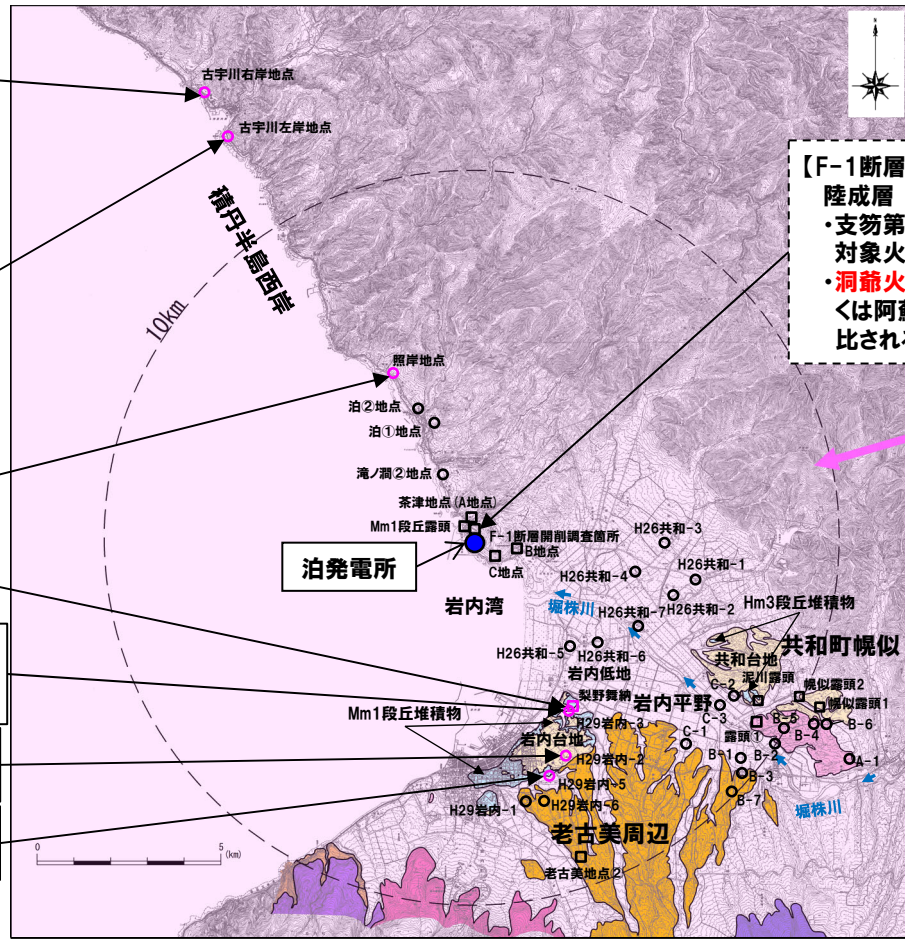 N
古宇川右岸地点
古宇川左岸地点
積丹半島西岸
10km
【F-1断層
陸成層
・支笏第
対象火
・洞爺火
くは阿蘇
比される
照岸地点
泊②地点
泊①地点
滝ノ澗②地点
茶津地点(A地点)
Mm1段丘露頭
F-1断層開削調査箇所
B地点
C地点
泊発電所
岩内湾
堀株川
H26共和-3
H26共和-1
H26共和-4
H26共和-2
H26共和-7
H26共和-5
H26共和-6
岩内低地
Hm3段丘堆積物
共和町幌似
共和台地
泥川露頭
幌似露頭2
幌似露頭1
C-2
C-3
岩内平野
梨野舞納
Mm1段丘堆積物
H29岩内-3
岩内台地
H29岩内-2
H29岩内-5
H29岩内-1
H29岩内-6
C-1
露頭①
B-5
B-4
B-6
B-1
B-2
B-3
B-7
A-1
堀株川
老古美周辺
老古美地点2
0
5
(km)